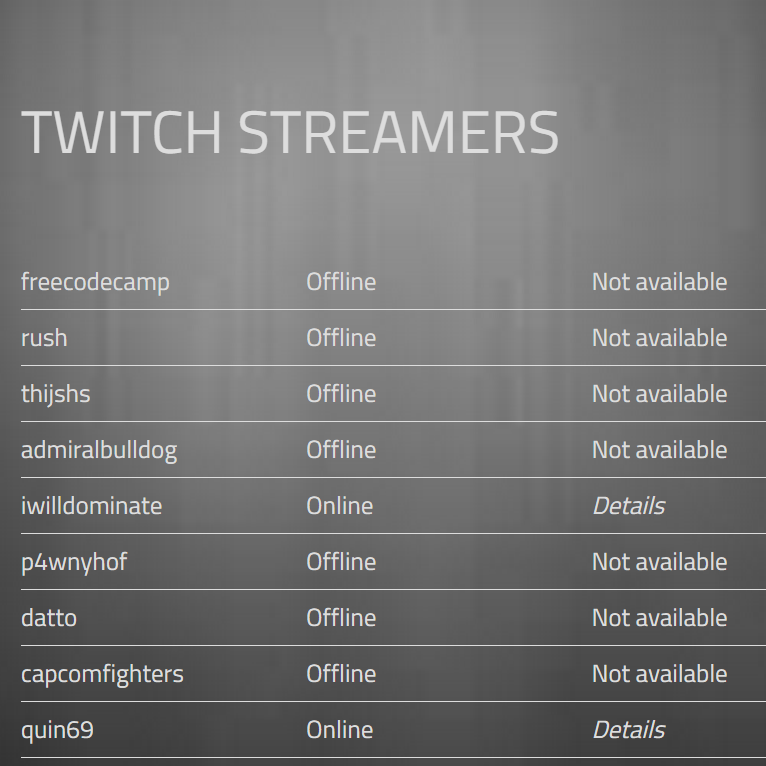 TWITCH STREAMERS
freecodecamp Offline Not available
rush Offline Not available
thijshs Offline Not available
admiralbulldog Offline Not available
iwilldominate Online Details
p4wnyhof Offline Not available
datto Offline Not available
capcomfighters Offline Not available
quin69 Online Details